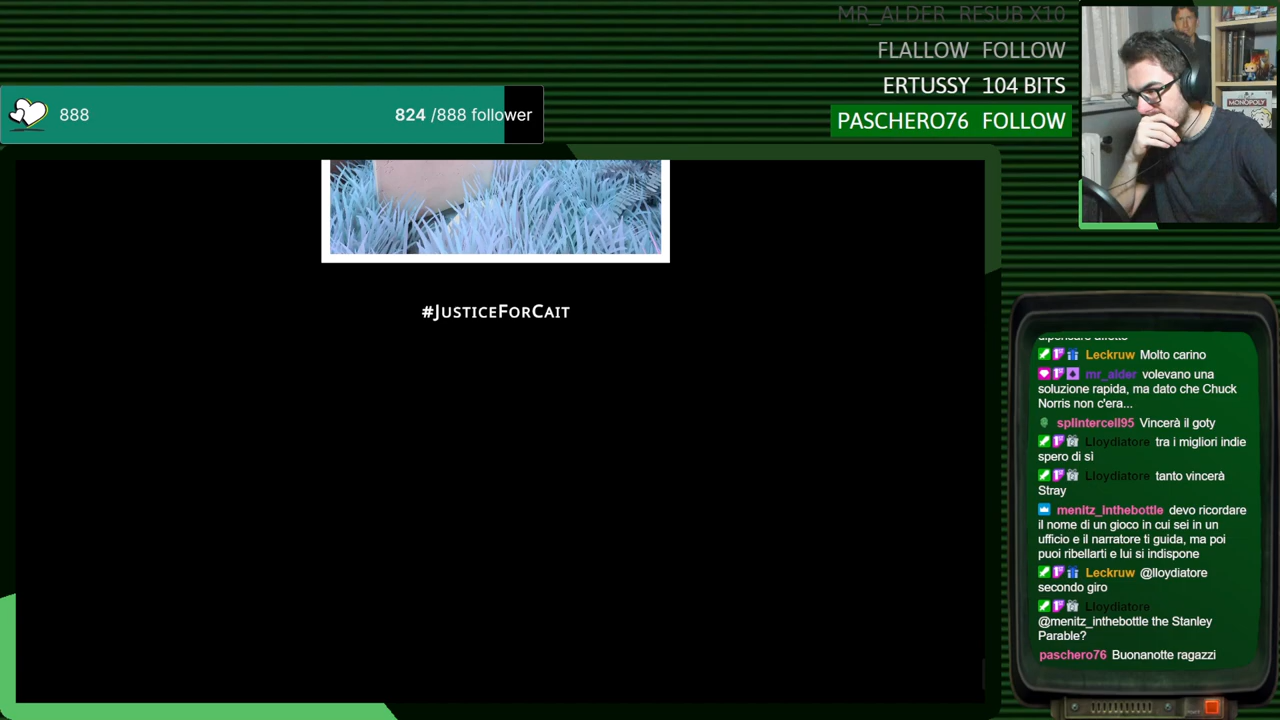 MR_ALDER RESUB X10
FLALLOW FOLLOW
ERTUSSY 104 BITS
PASCHERO76 FOLLOW
888
824 /888 follower
MONOPOLY
#JUSTICEFORCAIT
Leckruw Molto carino
mr_alder volevano una
soluzione rapida, ma dato che Chuck
Norris non c'era...
splintercell95 Vincerà il goty
Lloydiatore tra i migliori indie
spero di sì
Lloydiatore tanto vincerà
Stray
menitz_inthebottle devo ricordare
il nome di un gioco in cui sei in un
ufficio e il narratore ti guida, ma poi
puoi ribellarti e lui si indispone
Leckruw @lloydiatore
secondo giro
Lloydiatore
@menitz_inthebottle the Stanley
Parable?
paschero76 Buonanotte ragazzi